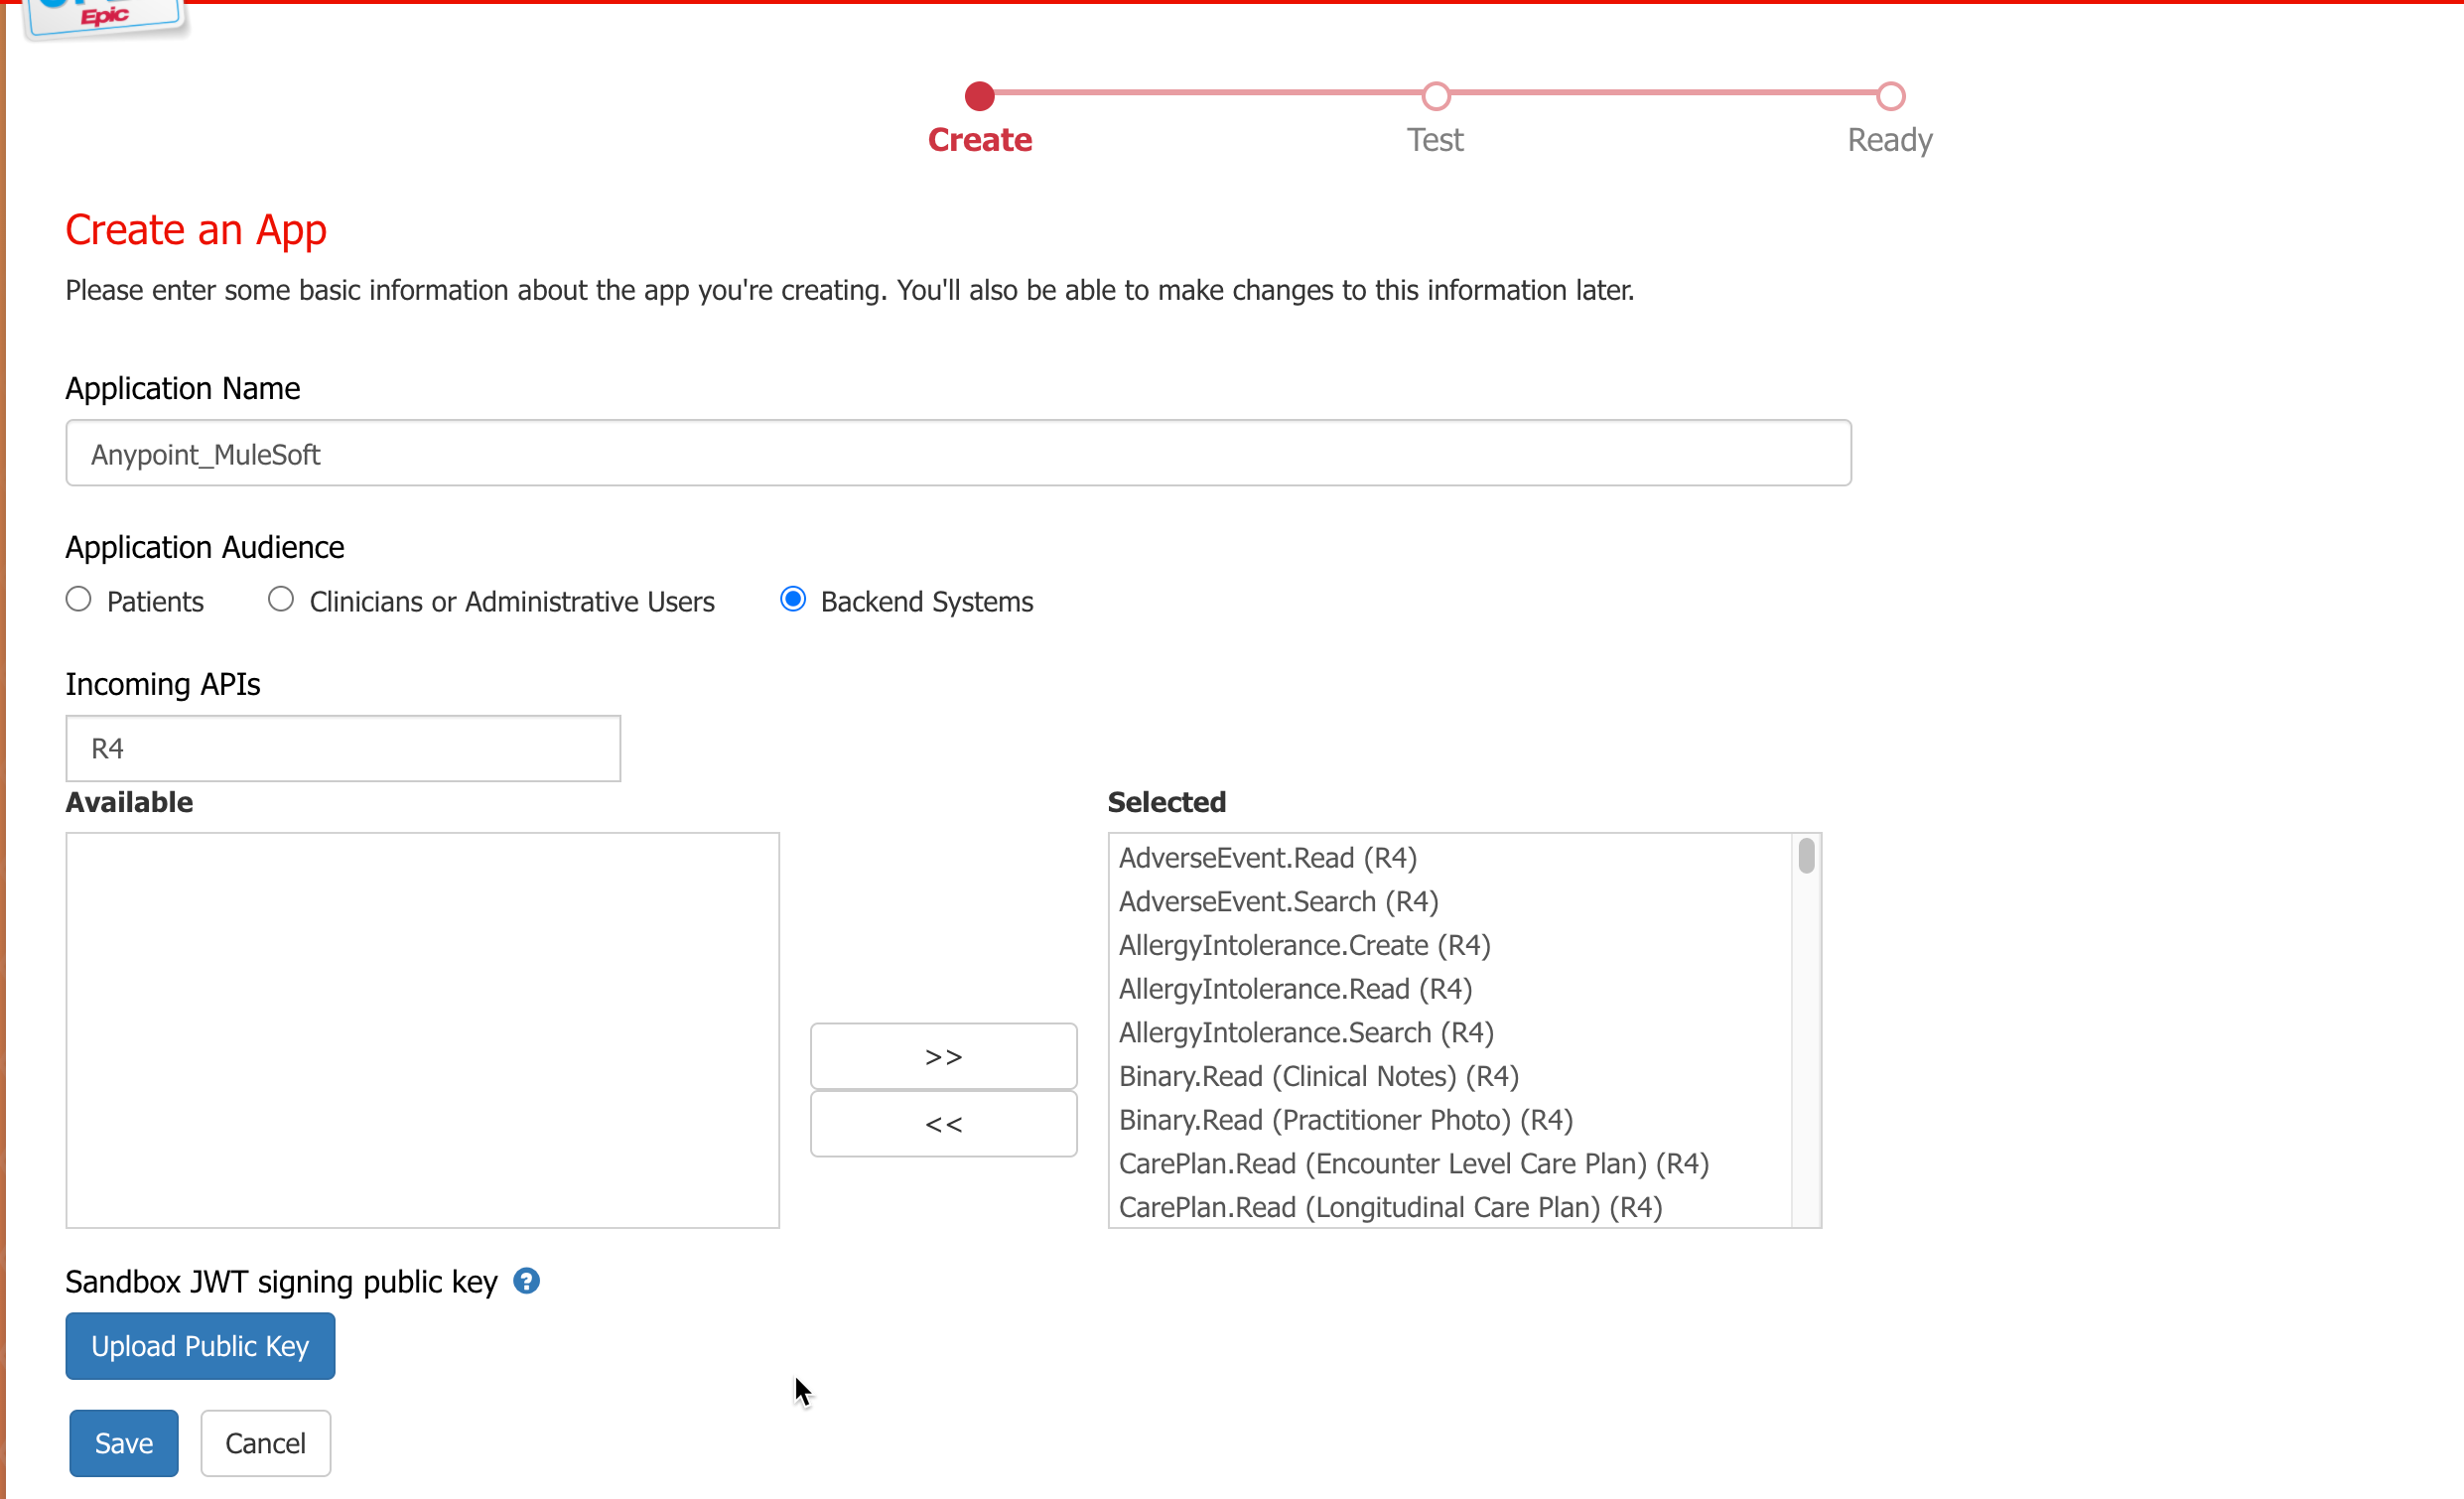 Epic
Create
Test
Ready
Create an App
Please enter some basic information about the app you're creating. You'll also be able to make changes to this information later.
Application Name
Anypoint_MuleSoft
Application Audience
Patients Clinicians or Administrative Users Backend Systems
Incoming APIs
R4
Available
Selected
AdverseEvent.Read (R4)
AdverseEvent.Search (R4)
AllergyIntolerance.Create (R4)
AllergyIntolerance.Read (R4)
AllergyIntolerance.Search (R4)
Binary.Read (Clinical Notes) (R4)
Binary.Read (Practitioner Photo) (R4)
CarePlan.Read (Encounter Level Care Plan) (R4)
CarePlan.Read (Longitudinal Care Plan) (R4)
>>
<<
Sandbox JWT signing public key ?
Upload Public Key
Save Cancel